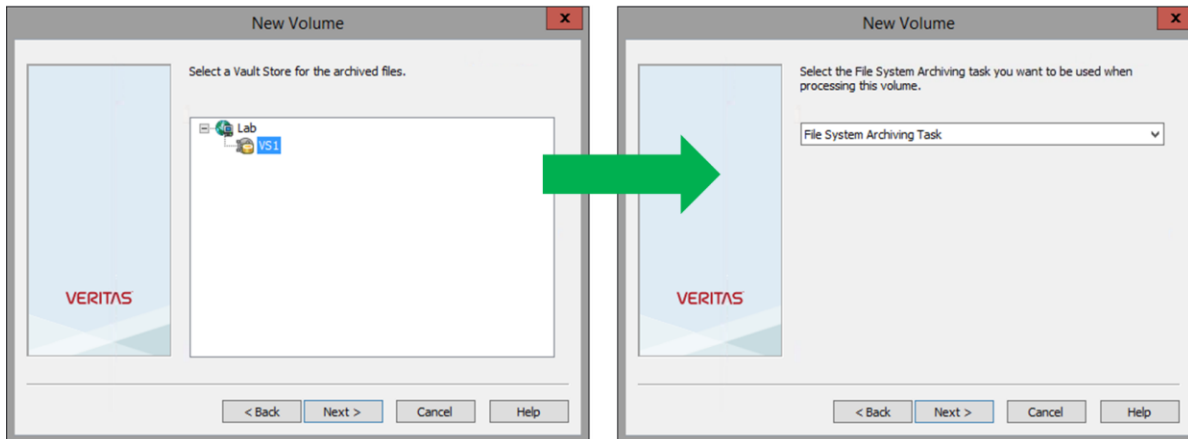 New Volume
x
Select a Vault Store for the archived files.
Lab
VS1
VERITAS
< Back Next > Cancel Help
New Volume
x
Select the File System Archiving task you want to be used when
processing this volume.
File System Archiving Task
VERITAS
< Back Next > Cancel Help